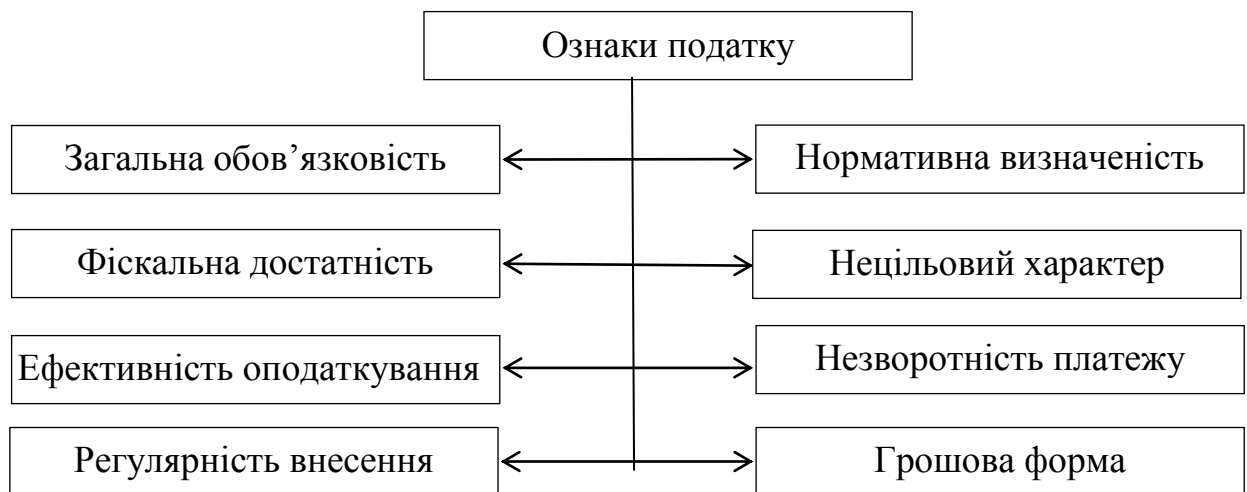 Ознаки податку
Загальна обов’язковість
Нормативна визначеність
Фіскальна достатність
Нецільовий характер
Ефективність оподаткування
Незворотність платежу
Регулярність внесення
Грошова форма